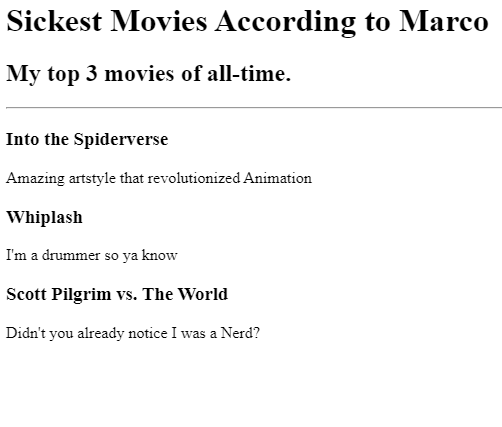 Sickest Movies According to Marco
My top 3 movies of all-time.
Into the Spiderverse
Amazing artstyle that revolutionized Animation
Whiplash
I'm a drummer so ya know
Scott Pilgrim vs. The World
Didn't you already notice I was a Nerd?